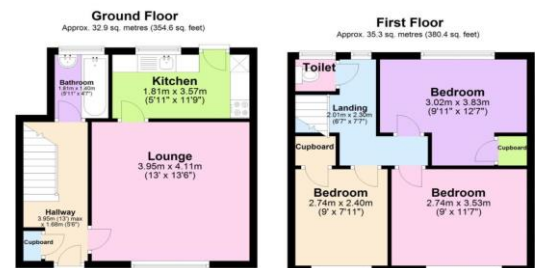 Ground Floor
Approx. 32.9 sq. metres (354.6 sq. feet)
Bathroom
1.81m x 1.40m
(5'11" x 4'7")
Kitchen
1.81m x 3.57m
(5'11" x 11'9")
Lounge
3.95m x 4.11m
(13' x 13'6")
Hallway
3.95m (13') max
x 1.68m (5'6")
Cupboard
First Floor
Approx. 35.3 sq. metres (380.4 sq. feet)
Toilet
Landing
2.01m x 2.30m
(6'7" x 7'7")
Bedroom
3.02m x 3.83m
(9'11" x 12'7")
Cupboard
Cupboard
Bedroom
2.74m x 2.40m
(9' x 7'11")
Bedroom
2.74m x 3.53m
(9' x 11'7")